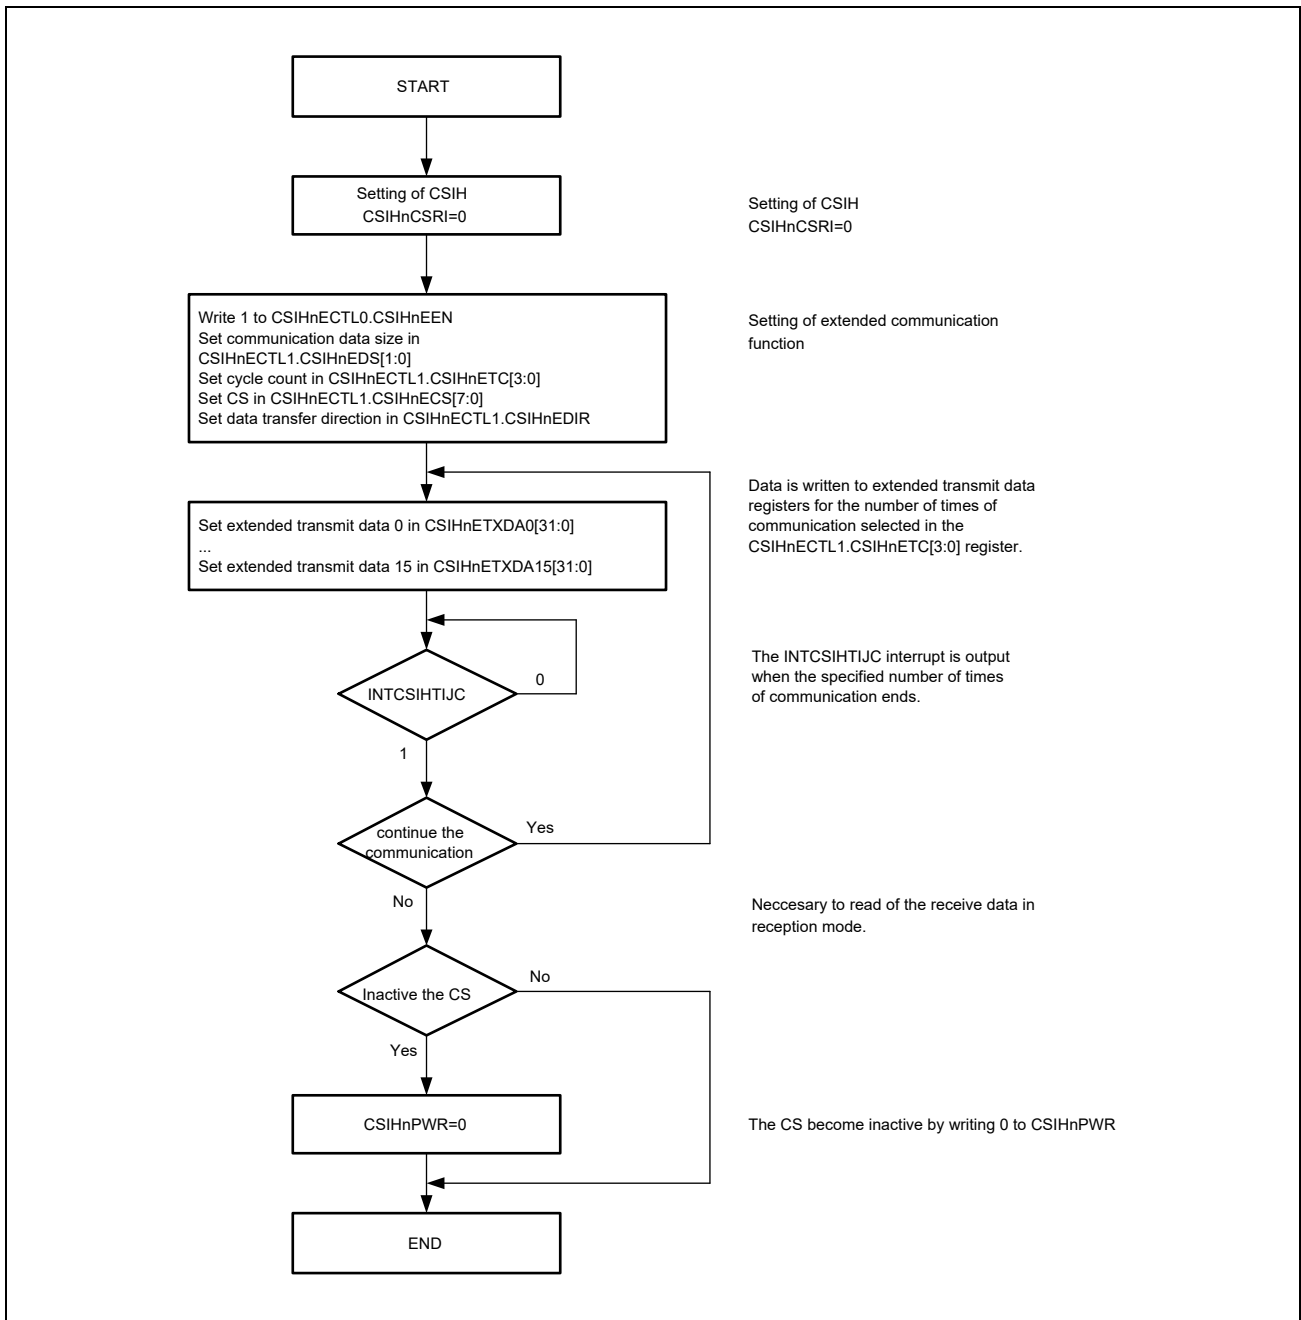 START
Setting of CSIH
CSIHnCSRI=0
Setting of CSIH
CSIHnCSRI=0
Write 1 to CSIHnECTL0.CSIHnEEN
Set communication data size in
CSIHnECTL1.CSIHnEDS[1:0]
Set cycle count in CSIHnECTL1.CSIHnETC[3:0]
Set CS in CSIHnECTL1.CSIHnECS[7:0]
Set data transfer direction in CSIHnECTL1.CSIHnEDIR
Setting of extended communication
function
Set extended transmit data 0 in CSIHnETXDA0[31:0]
...
Set extended transmit data 15 in CSIHnETXDA15[31:0]
Data is written to extended transmit data
registers for the number of times of
communication selected in the
CSIHnECTL1.CSIHnETC[3:0] register.
INTCSIHTIJC
0
1
The INTCSIHTIJC interrupt is output
when the specified number of times
of communication ends.
continue the
communication
Yes
No
Neccesary to read of the receive data in
reception mode.
Inactive the CS
No
Yes
CSIHnPWR=0
The CS become inactive by writing 0 to CSIHnPWR
END